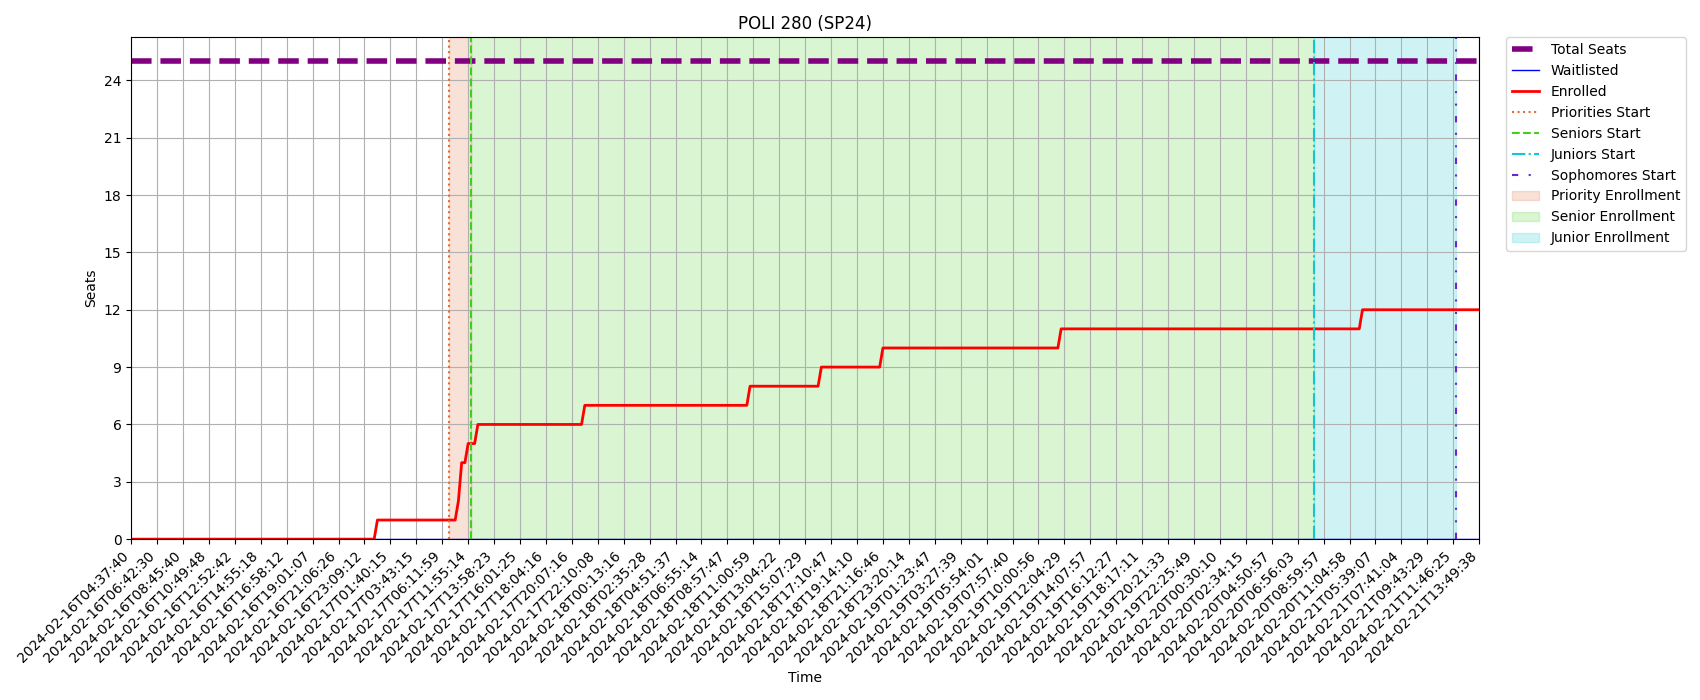 POLI 280 (SP24)
Seats
24
21
18
15
12
9
6
3
0
2024-02-16T04:37:40
2024-02-16T06:42:30
2024-02-16T08:45:40
2024-02-16T10:49:48
2024-02-16T12:52:42
2024-02-16T14:55:18
2024-02-16T16:58:12
2024-02-16T19:01:07
2024-02-16T21:06:26
2024-02-16T23:09:12
2024-02-17T01:40:15
2024-02-17T03:43:15
2024-02-17T06:11:59
2024-02-17T11:55:14
2024-02-17T13:58:23
2024-02-17T16:01:25
2024-02-17T18:04:16
2024-02-17T20:07:16
2024-02-17T22:10:08
2024-02-18T00:13:16
2024-02-18T02:35:28
2024-02-18T04:51:37
2024-02-18T06:55:14
2024-02-18T08:57:47
2024-02-18T11:00:59
2024-02-18T13:04:22
2024-02-18T15:07:29
2024-02-18T17:10:47
2024-02-18T19:14:10
2024-02-18T21:16:46
2024-02-18T23:20:14
2024-02-19T01:23:47
2024-02-19T03:27:39
2024-02-19T05:54:01
2024-02-19T07:57:40
2024-02-19T10:00:56
2024-02-19T12:04:29
2024-02-19T14:07:57
2024-02-19T16:12:27
2024-02-19T18:17:11
2024-02-19T20:21:33
2024-02-19T22:25:49
2024-02-20T00:30:10
2024-02-20T02:34:15
2024-02-20T04:50:57
2024-02-20T06:56:03
2024-02-20T08:59:57
2024-02-20T11:04:58
2024-02-21T05:39:07
2024-02-21T07:41:04
2024-02-21T09:43:29
2024-02-21T11:46:25
2024-02-21T13:49:38
Time
Total Seats
Waitlisted
Enrolled
Priorities Start
Seniors Start
Juniors Start
Sophomores Start
Priority Enrollment
Senior Enrollment
Junior Enrollment